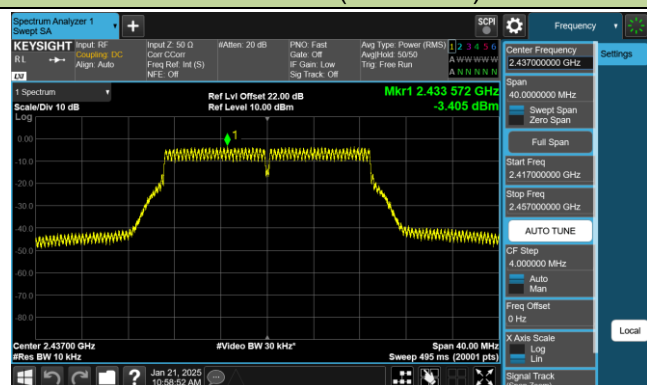 Spectrum Analyzer 1
Swept SA
+
SCPI
Frequency
KEYSIGHT
RL
LXI
Input: RF
Coupling: DC
Align: Auto
Input Z: 50 Ω
Corr CCorr
Freq Ref: Int (S)
NFE: Off
#Atten: 20 dB
PNO: Fast
Gate: Off
IF Gain: Low
Sig Track: Off
Avg Type: Power (RMS)
Avg|Hold: 50/50
Trig: Free Run
1 2 3 4 5 6
A W W W W W
A N N N N N
1 Spectrum
Scale/Div 10 dB
Log
Ref Lvl Offset 22.00 dB
Ref Level 10.00 dBm
Mkr1 2.433 572 GHz
-3.405 dBm
1
0.00
-10.0
-20.0
-30.0
-40.0
-50.0
-60.0
-70.0
-80.0
Center 2.43700 GHz
#Res BW 10 kHz
#Video BW 30 kHz*
Span 40.00 MHz
Sweep 495 ms (20001 pts)
Center Frequency
2.437000000 GHz
Span
40.0000000 MHz
Swept Span
Zero Span
Full Span
Start Freq
2.417000000 GHz
Stop Freq
2.457000000 GHz
AUTO TUNE
CF Step
4.000000 MHz
Auto
Man
Freq Offset
0 Hz
X Axis Scale
Log
Lin
Signal Track
(Span Zoom)
Settings
Local
?
Jan 21, 2025
10:58:52 AM